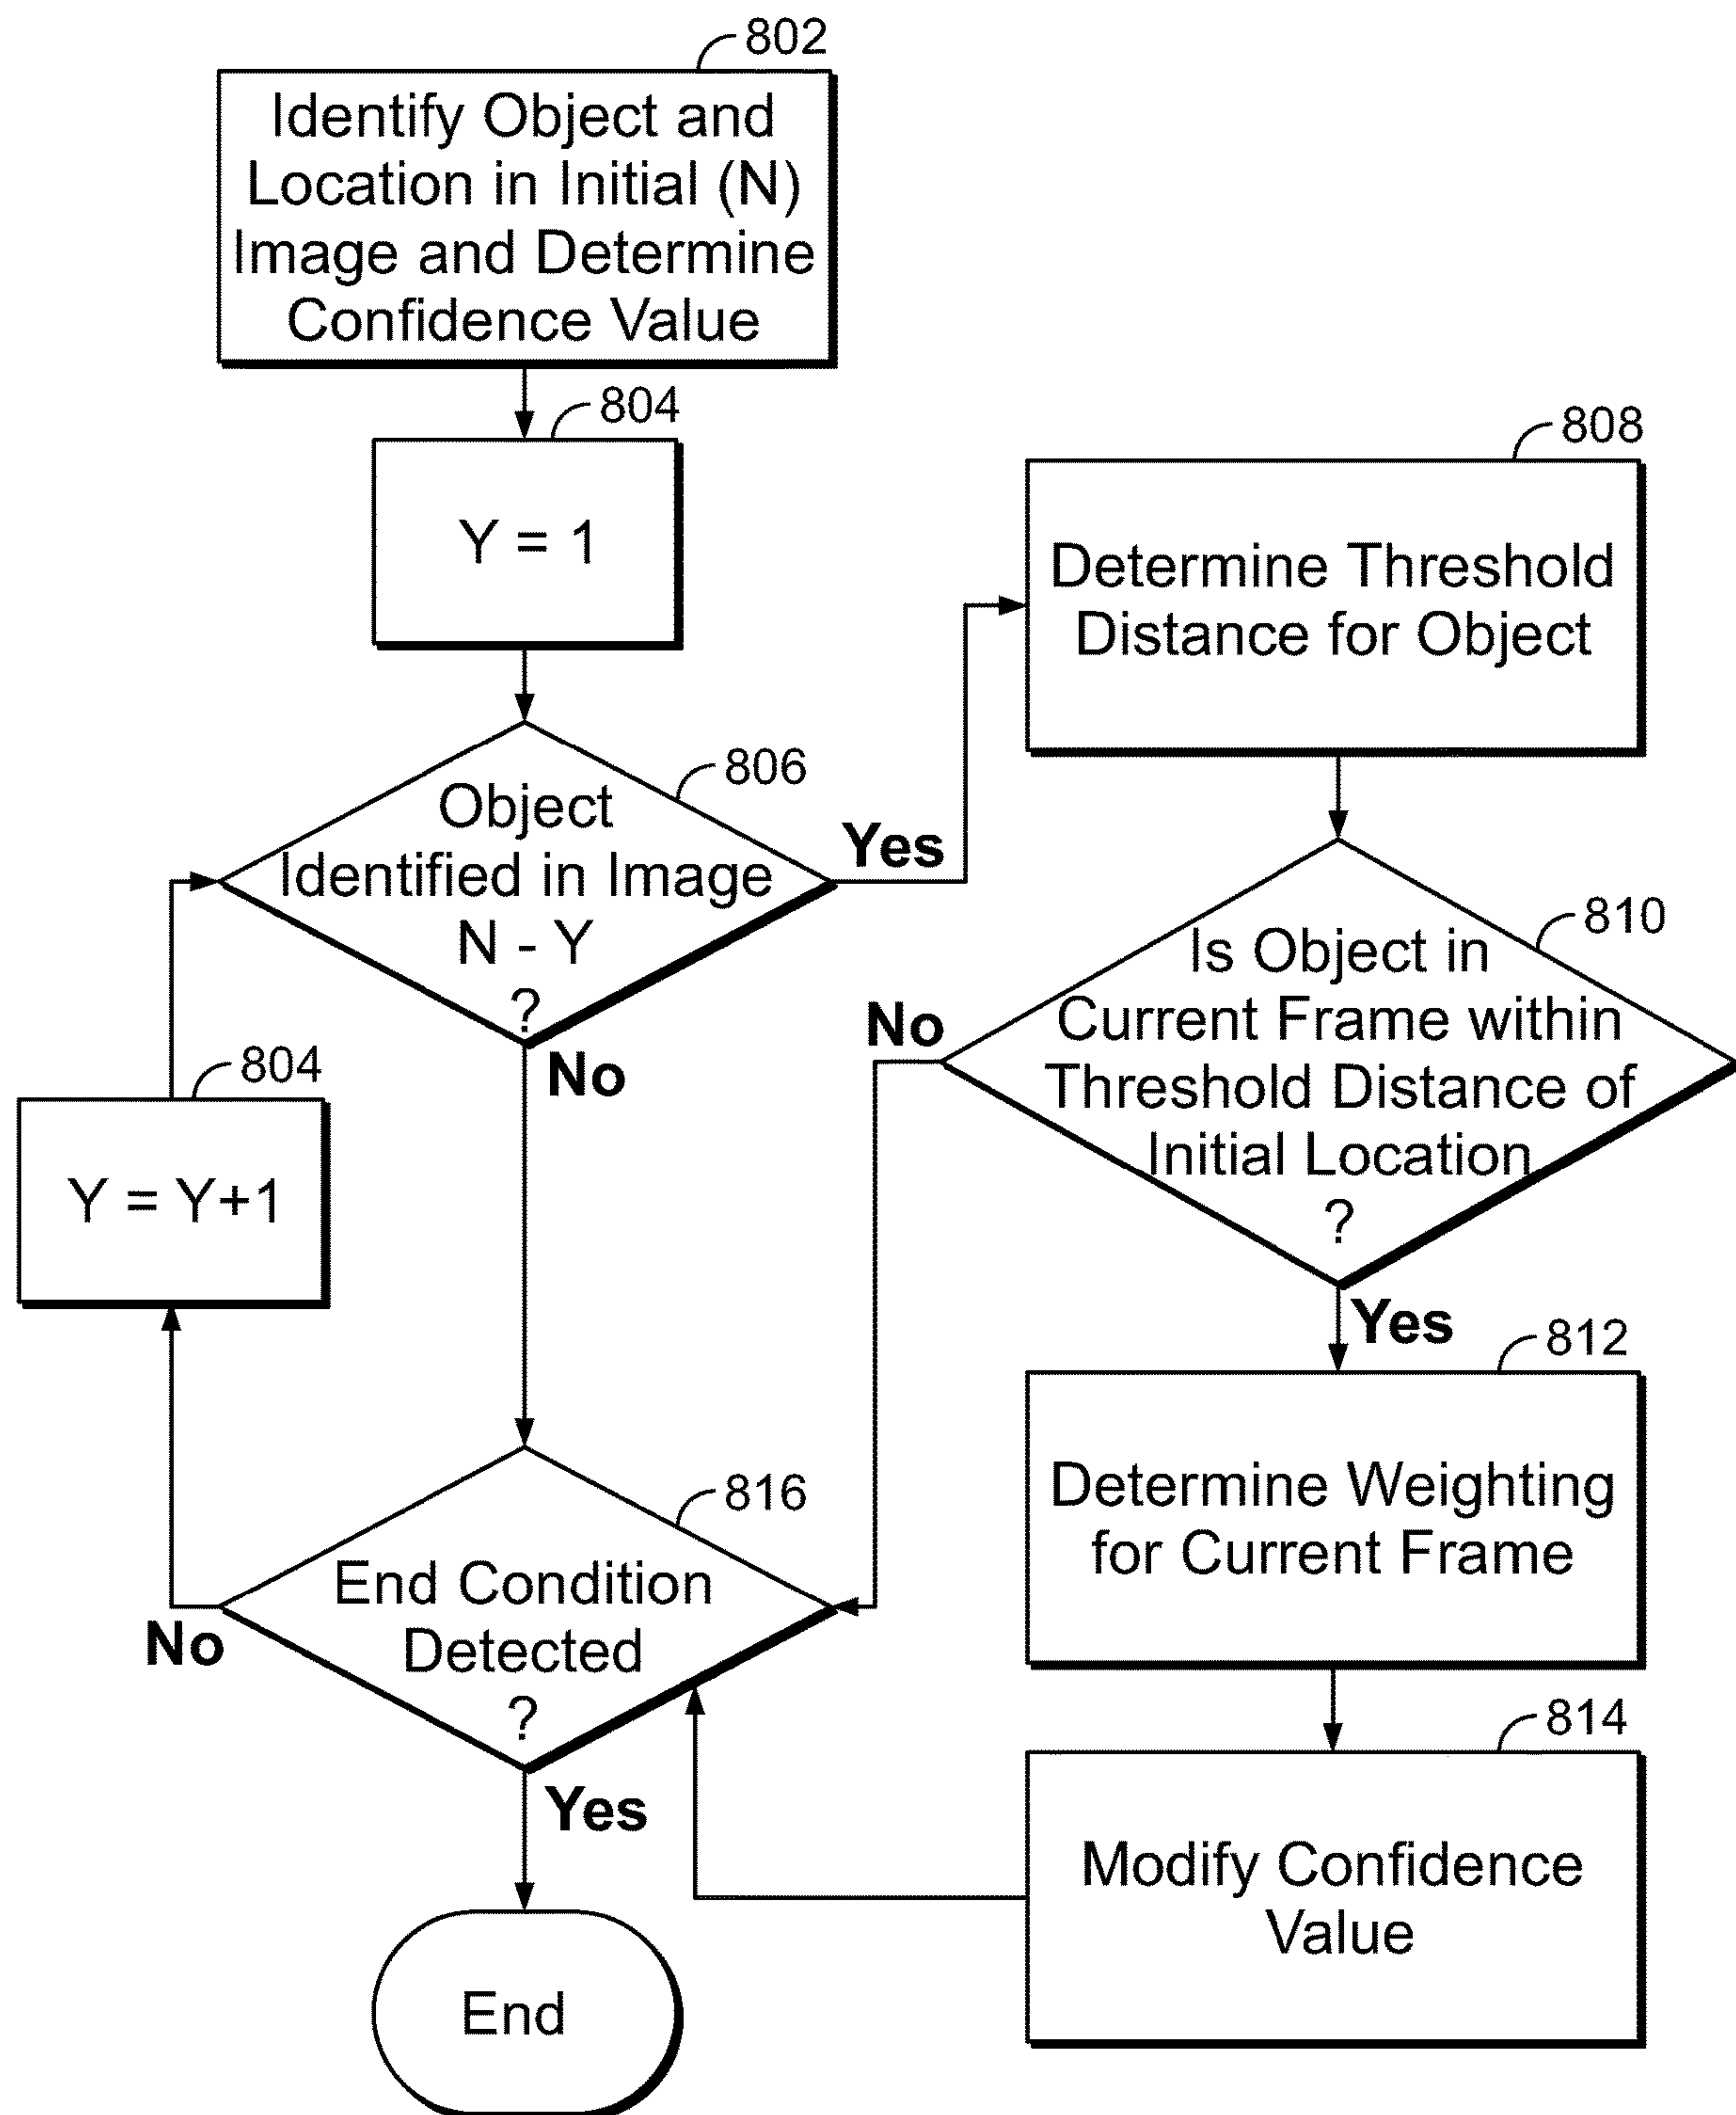 802
Identify Object and
Location in Initial (N)
Image and Determine
Confidence Value
804
Y = 1
806
Object
Identified in Image
N - Y
?
Yes
No
808
Determine Threshold
Distance for Object
810
Is Object in
Current Frame within
Threshold Distance of
Initial Location
?
No
Yes
804
Y = Y+1
812
Determine Weighting
for Current Frame
814
Modify Confidence
Value
816
End Condition
Detected
?
No
Yes
End